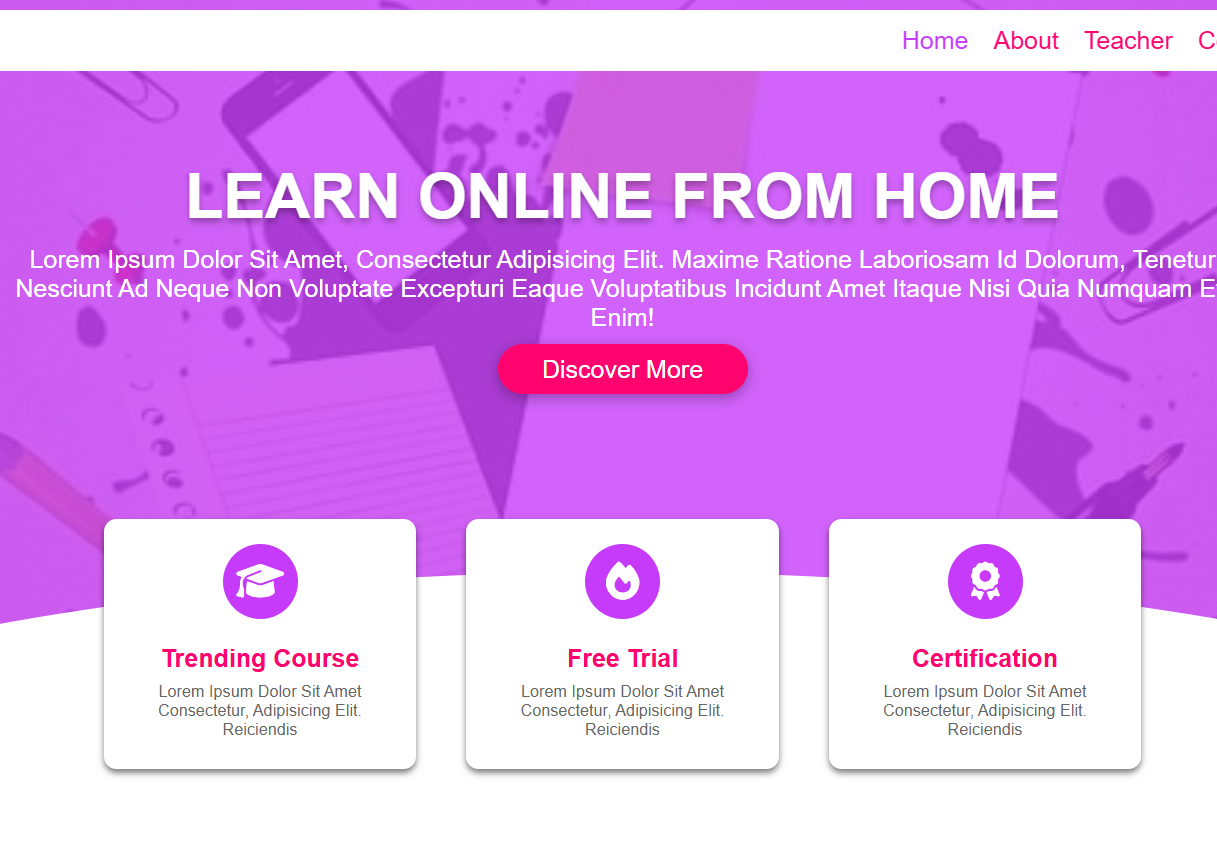 Home About Teacher
LEARN ONLINE FROM HOME
Lorem Ipsum Dolor Sit Amet, Consectetur Adipisicing Elit. Maxime Ratione Laboriosam Id Dolorum, Tenetur
Nesciunt Ad Neque Non Voluptate Excepturi Eaque Voluptatibus Incidunt Amet Itaque Nisi Quia Numquam
Enim!
Discover More
Trending Course
Lorem Ipsum Dolor Sit Amet
Consectetur, Adipisicing Elit.
Reiciendis
Free Trial
Lorem Ipsum Dolor Sit Amet
Consectetur, Adipisicing Elit.
Reiciendis
Certification
Lorem Ipsum Dolor Sit Amet
Consectetur, Adipisicing Elit.
Reiciendis